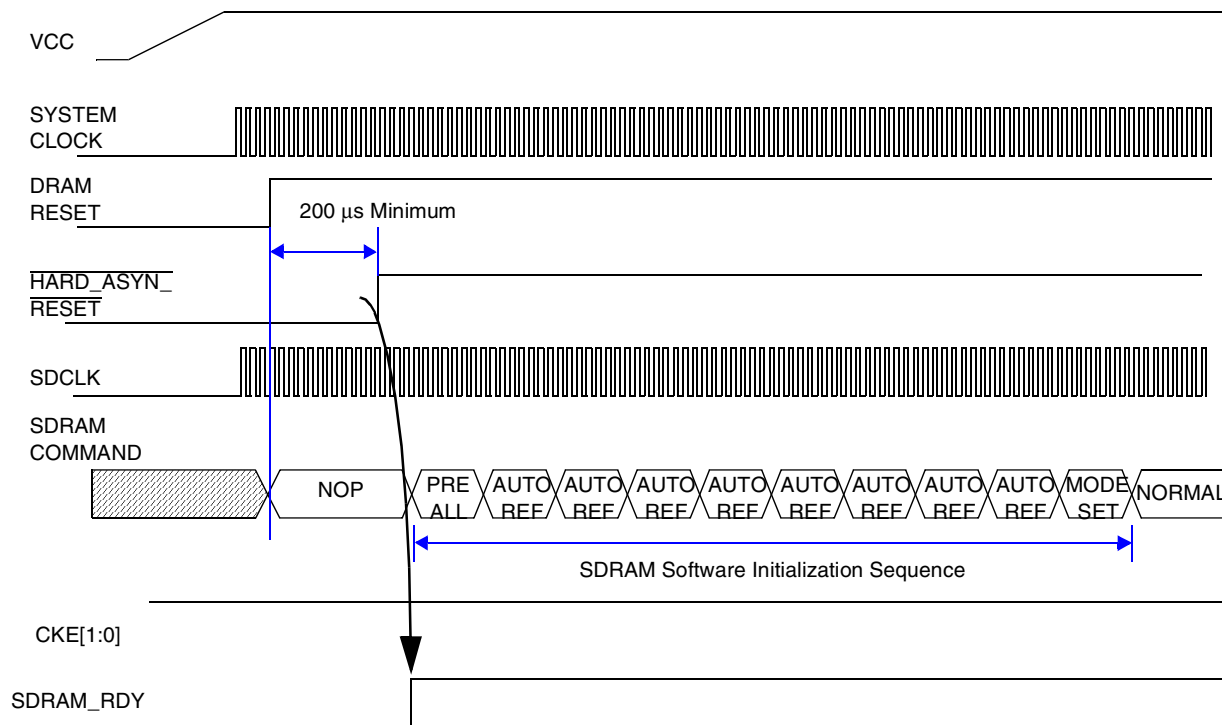 VCC
SYSTEM
CLOCK
DRAM
RESET
200 µs Minimum
HARD_ASYN_
RESET
SDCLK
SDRAM
COMMAND
NOP
PRE
ALL
AUTO
REF
AUTO
REF
AUTO
REF
AUTO
REF
AUTO
REF
AUTO
REF
AUTO
REF
AUTO
REF
MODE
SET
NORMAL
SDRAM Software Initialization Sequence
CKE[1:0]
SDRAM_RDY